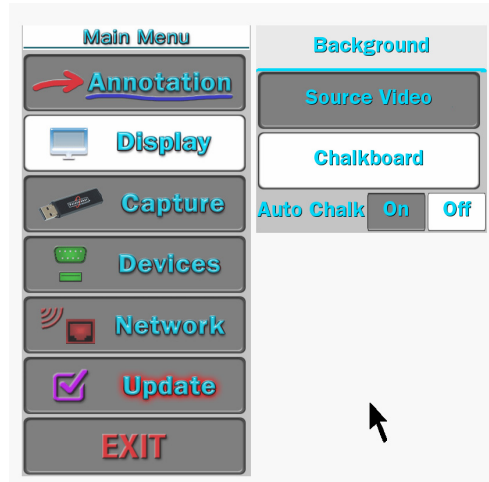 Main Menu
Annotation
Display
Capture
Devices
Network
Update
EXIT
Background
Source Video
Chalkboard
Auto Chalk On Off